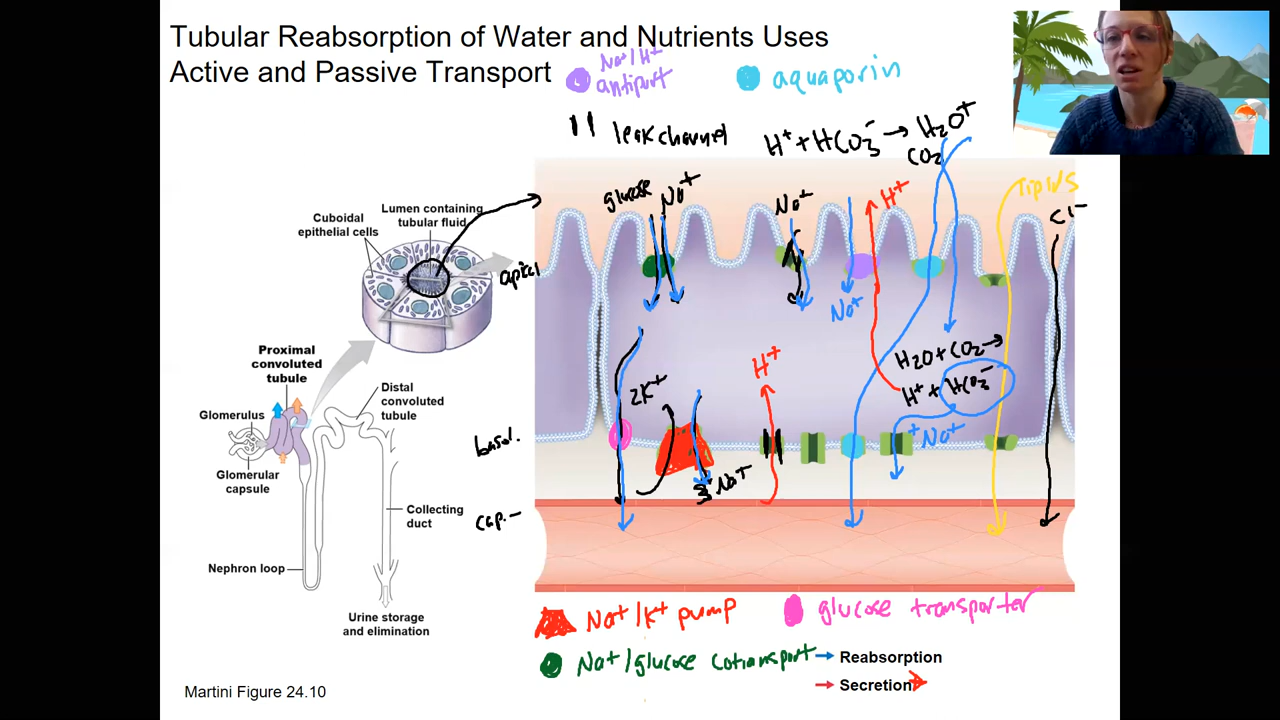 Tubular Reabsorption of Water and Nutrients Uses
Active and Passive Transport
Na+/H+
antiport
aquaporin
leak channel
H+ + HCO3- → H2O +
CO2
glucose
Na+
Na+
H+
lipids
Cl-
Cuboidal
epithelial cells
Lumen containing
tubular fluid
apical
Na+
Proximal
convoluted
tubule
H+
H2O + CO2 →
H+ + HCO3-
2K+
Distal
convoluted
tubule
Glomerulus
basol.
+ Na+
Glomerular
capsule
3 Na+
Collecting
duct
cap.
Nephron loop
Urine storage
and elimination
Na+/K+ pump
glucose transporter
Na+/glucose cotransport
Reabsorption
Secretion
Martini Figure 24.10